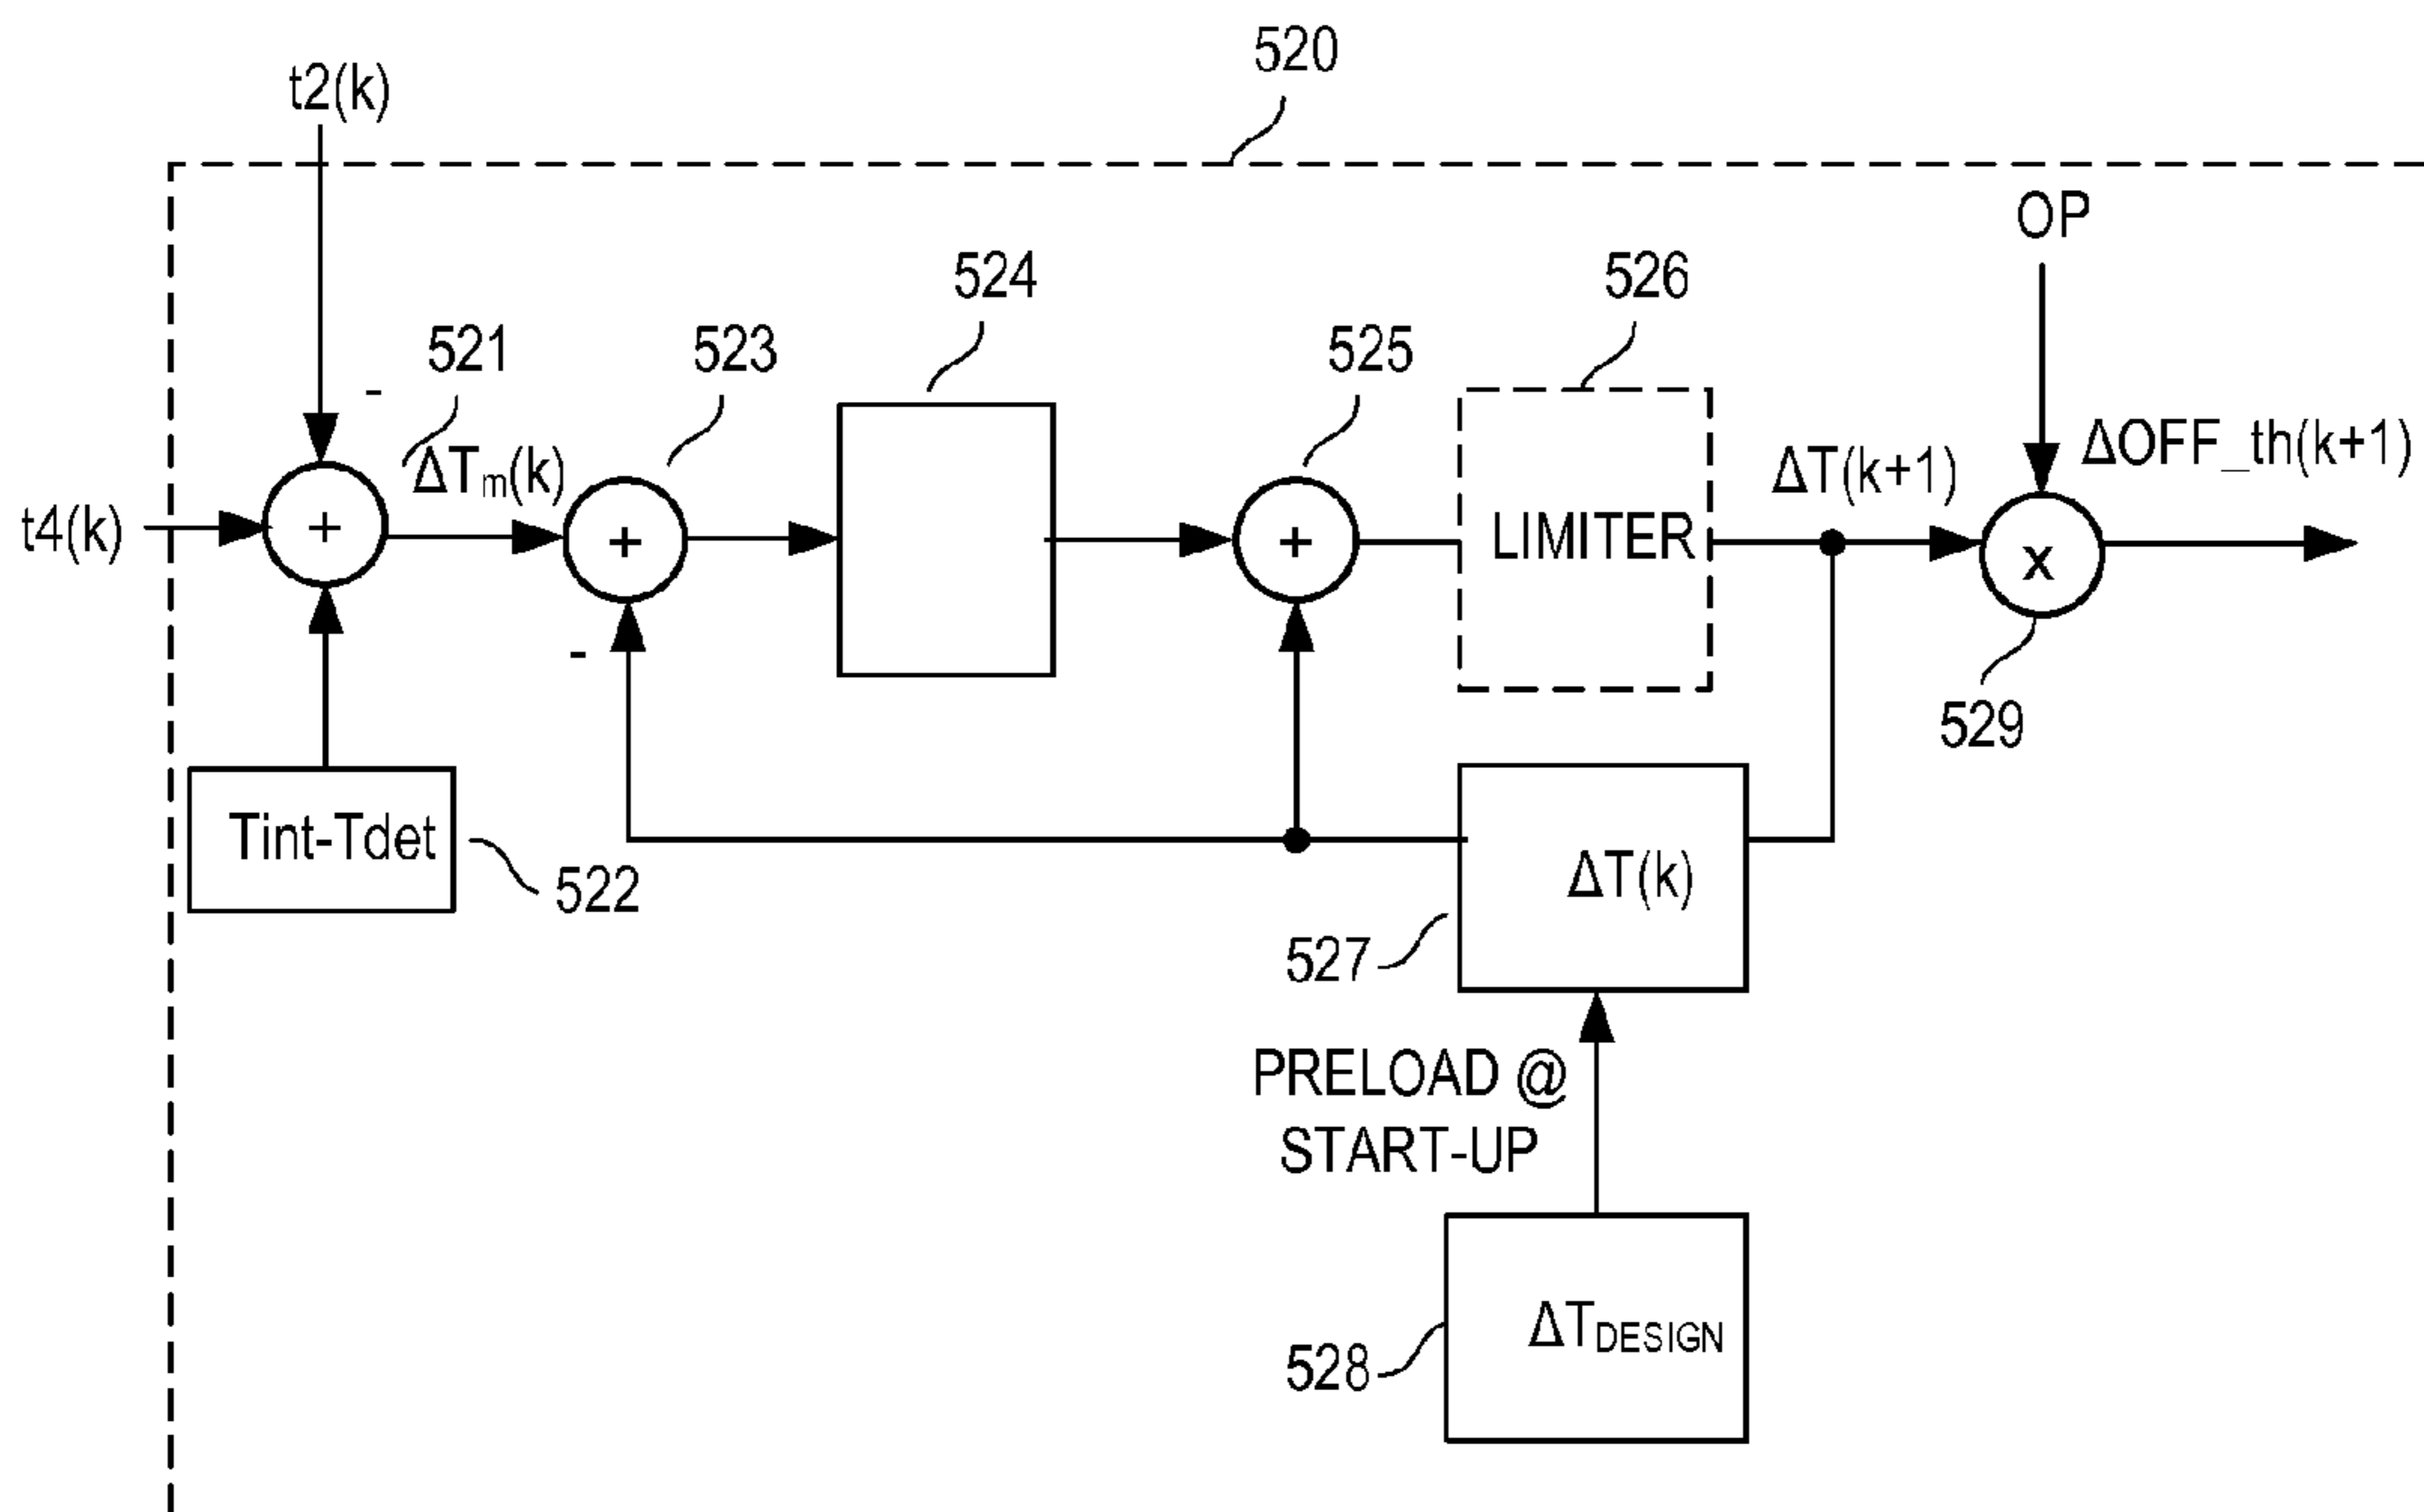 520
t2(k)
OP
524
526
521
523
525
-
ΔOFF_th(k+1)
ΔTm(k)
ΔT(k+1)
t4(k)
+
+
+
LIMITER
x
-
529
Tint-Tdet
522
ΔT(k)
527
PRELOAD @
START-UP
ΔTDESIGN
528